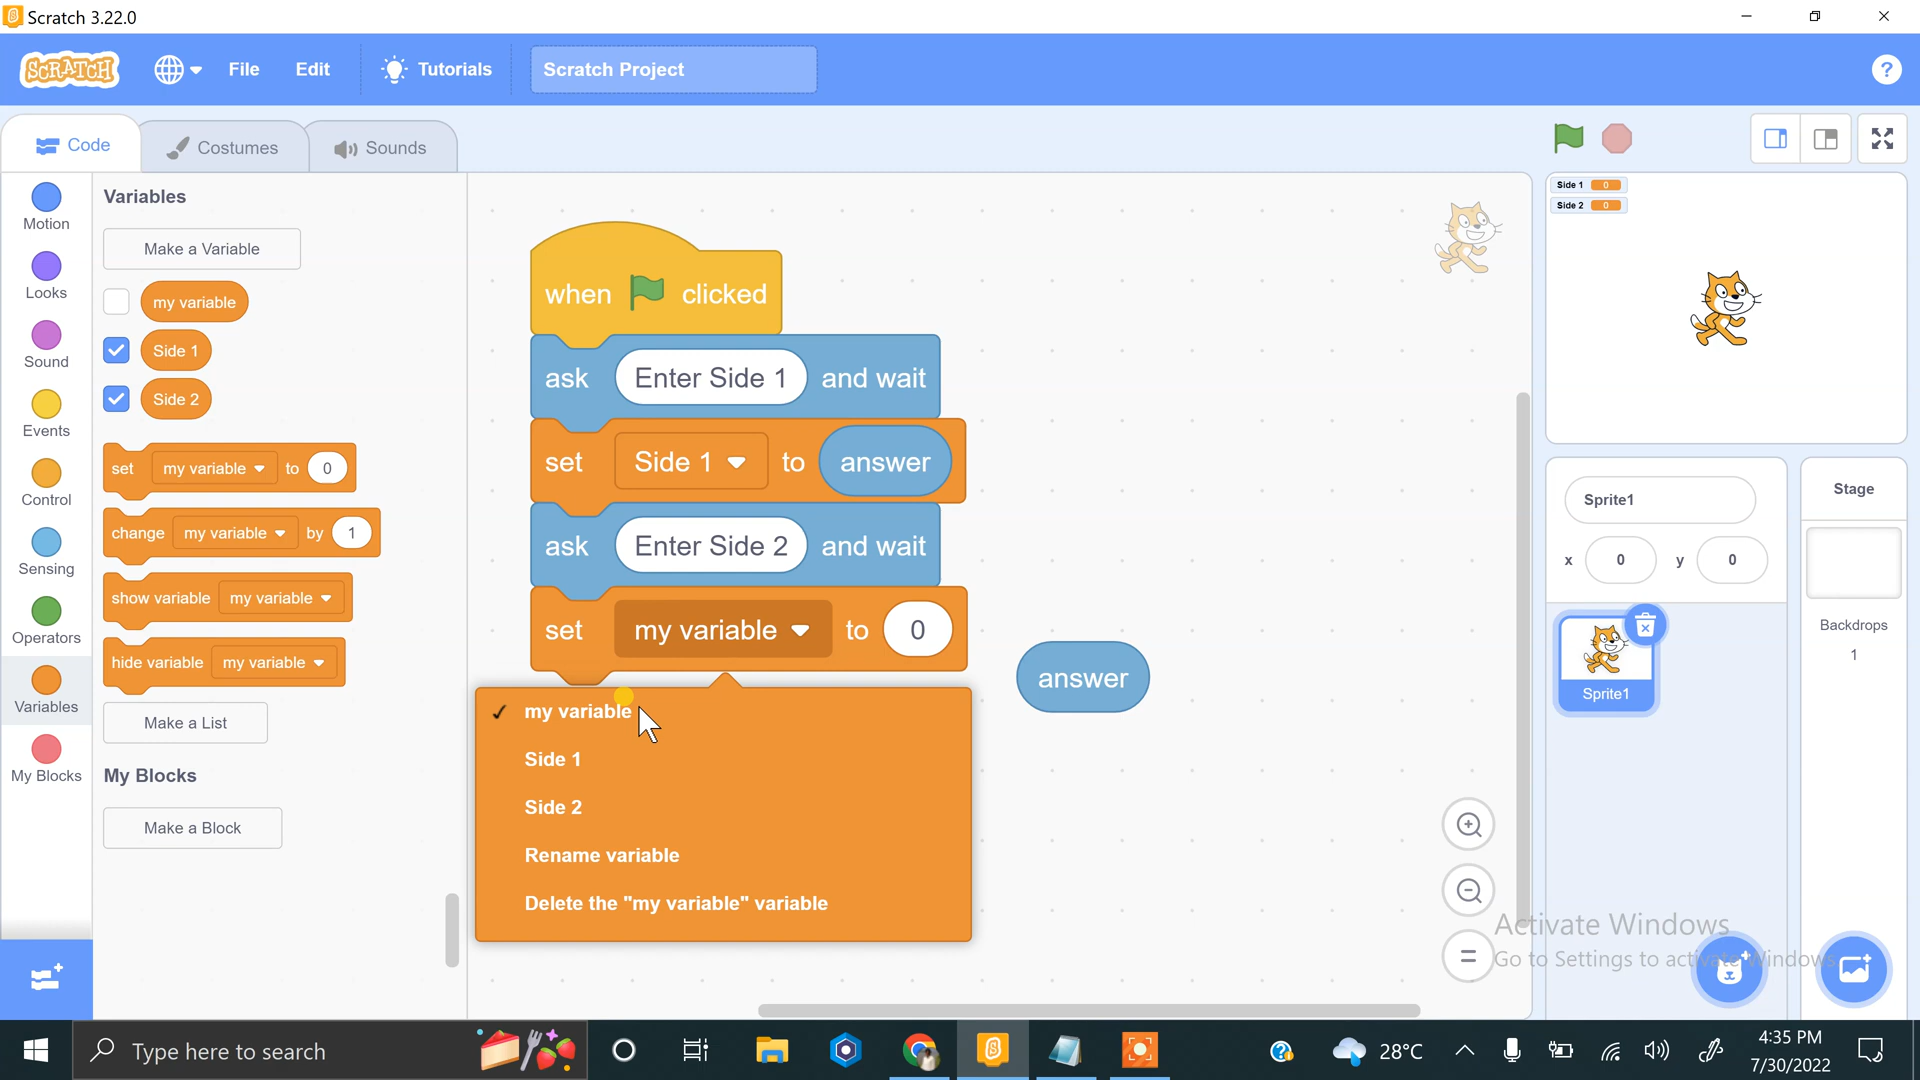 Scratch 3.22.0
SCRATCH
File
Edit
Tutorials
Scratch Project
?
Code
Costumes
Sounds
Motion
Looks
Sound
Events
Control
Sensing
Operators
Variables
My Blocks
Variables
Make a Variable
my variable
Side 1
Side 2
set my variable to 0
change my variable by 1
show variable my variable
hide variable my variable
Make a List
My Blocks
Make a Block
when clicked
ask Enter Side 1 and wait
set Side 1 to answer
ask Enter Side 2 and wait
set my variable to 0
answer
✓ my variable
Side 1
Side 2
Rename variable
Delete the "my variable" variable
Side 1 0
Side 2 0
Sprite1
x 0 y 0
Sprite1
Stage
Backdrops
1
Activate Windows
Go to Settings to activate Windows
Type here to search
28°C
4:35 PM
7/30/2022